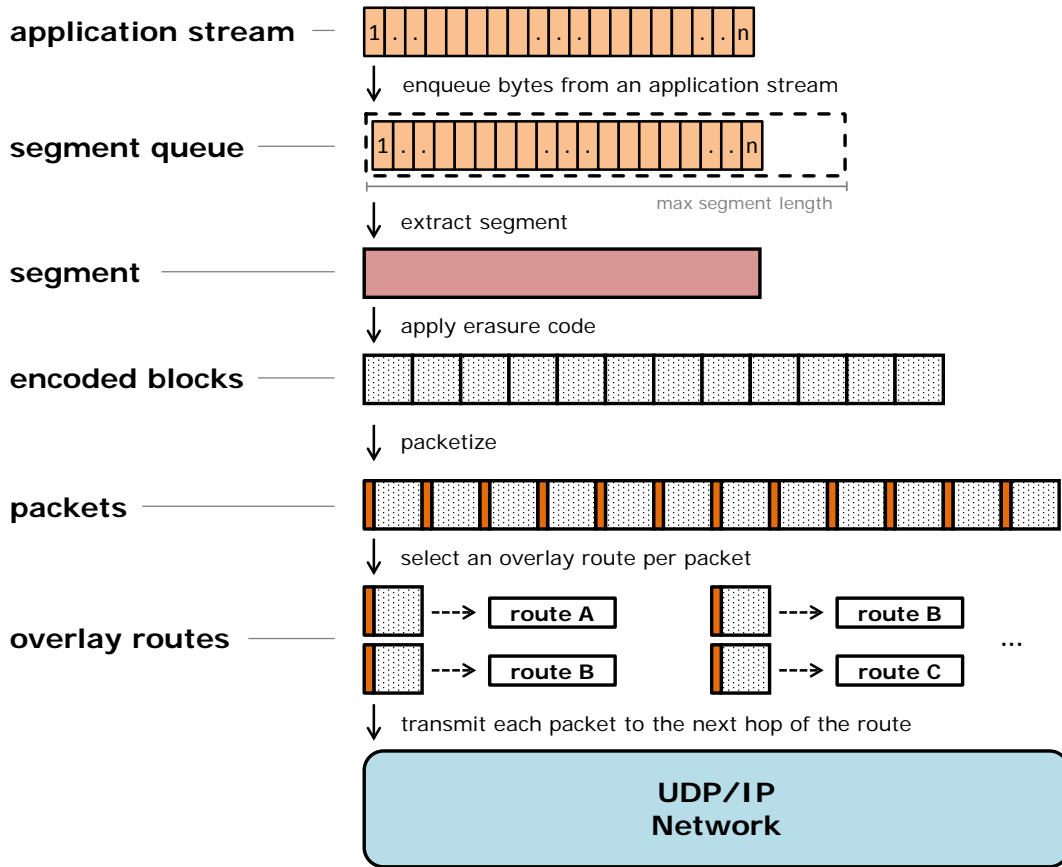 application stream
1 . . . . . . . n
enqueue bytes from an application stream
segment queue
1 . . . . . . . n
max segment length
extract segment
segment
apply erasure code
encoded blocks
packetize
packets
select an overlay route per packet
overlay routes
route A
route B
route B
route C
...
transmit each packet to the next hop of the route
UDP/IP
Network